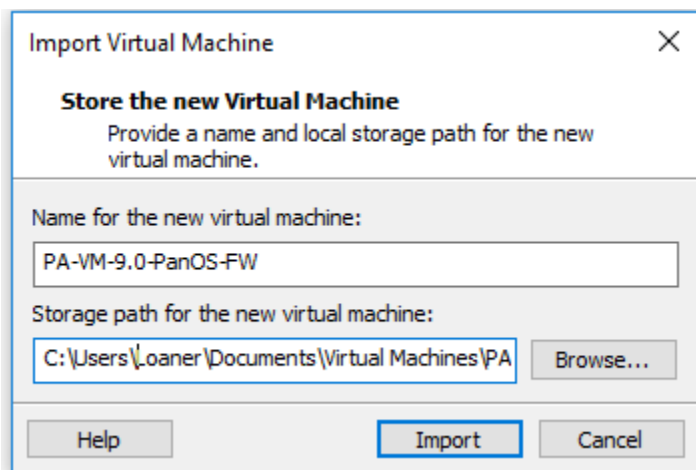 Import Virtual Machine
Store the new Virtual Machine
Provide a name and local storage path for the new
virtual machine.
Name for the new virtual machine:
PA-VM-9.0-PanOS-FW
Storage path for the new virtual machine:
C:\Users\Loaner\Documents\Virtual Machines\PA
Browse...
Help
Import
Cancel